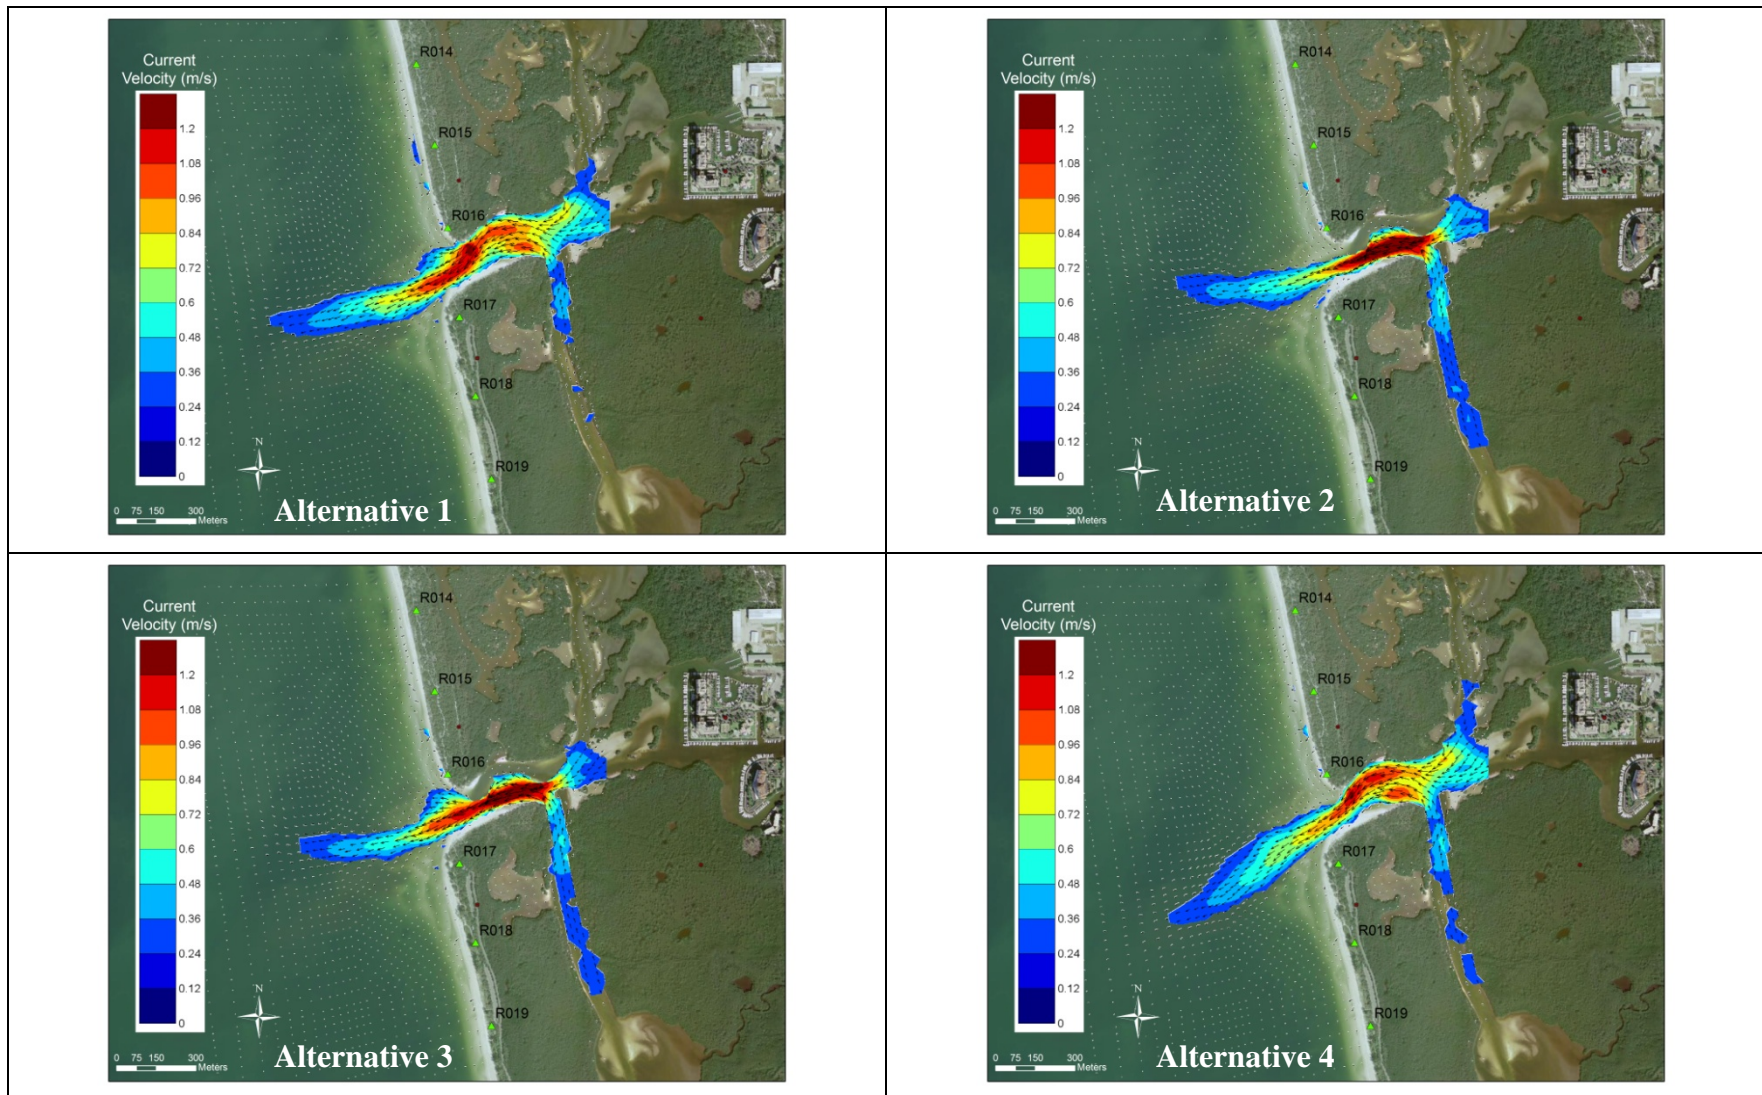 Current
Velocity (m/s)
1.2
1.08
0.96
0.84
0.72
0.6
0.48
0.36
0.24
0.12
0
R014
R015
R016
R017
R018
R019
N
0 75 150 300
Meters
Alternative 1
Current
Velocity (m/s)
1.2
1.08
0.96
0.84
0.72
0.6
0.48
0.36
0.24
0.12
0
R014
R015
R016
R017
R018
R019
N
0 75 150 300
Meters
Alternative 2
Current
Velocity (m/s)
1.2
1.08
0.96
0.84
0.72
0.6
0.48
0.36
0.24
0.12
0
R014
R015
R016
R017
R018
R019
N
0 75 150 300
Meters
Alternative 3
Current
Velocity (m/s)
1.2
1.08
0.96
0.84
0.72
0.6
0.48
0.36
0.24
0.12
0
R014
R015
R016
R017
R018
R019
N
0 75 150 300
Meters
Alternative 4